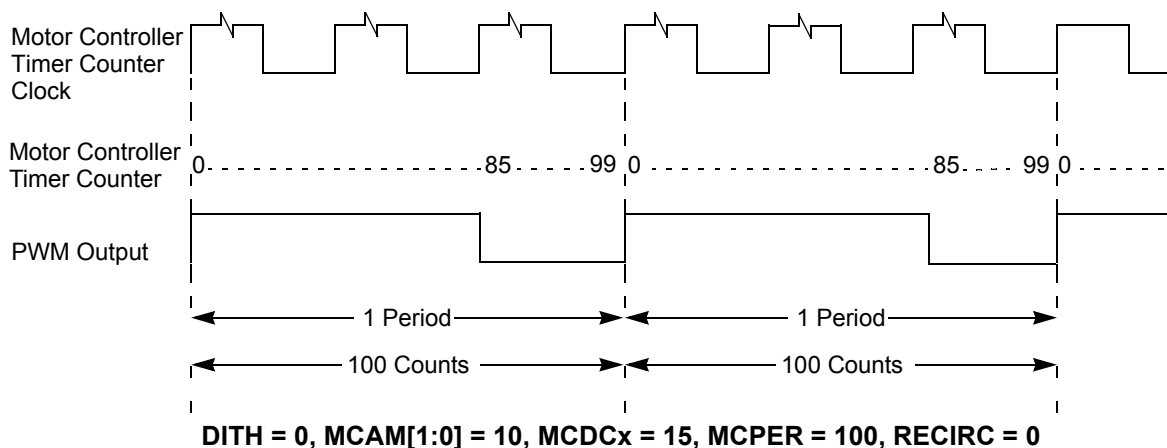 Motor Controller
Timer Counter
Clock
Motor Controller
Timer Counter
0 85 99 0 85 99 0
PWM Output
1 Period 1 Period
100 Counts 100 Counts
DITH = 0, MCAM[1:0] = 10, MCDCx = 15, MCPER = 100, RECIRC = 0